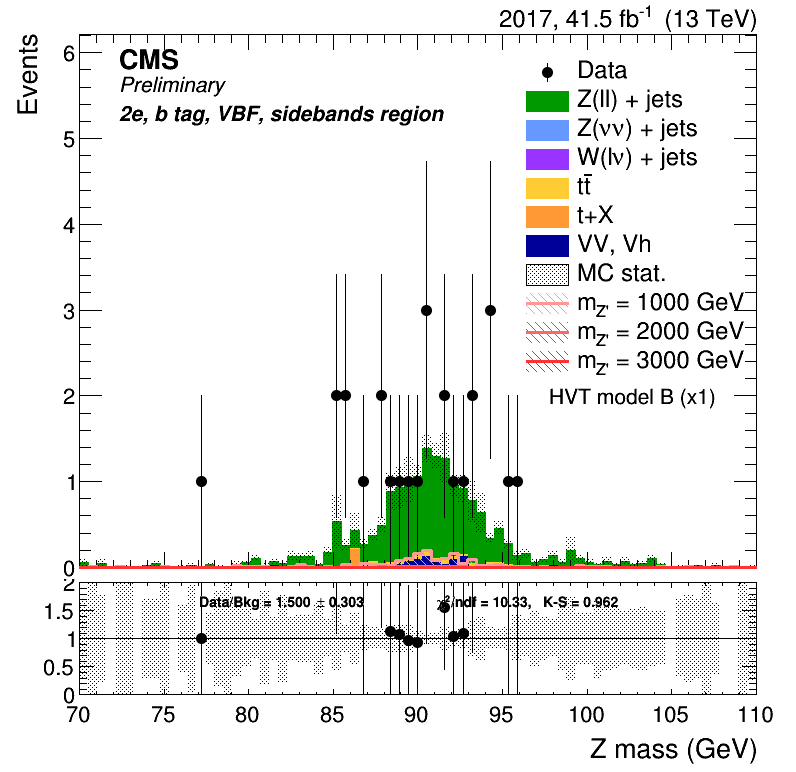 2017, 41.5 fb⁻¹ (13 TeV)
Events
CMS
Preliminary
2e, b tag, VBF, sidebands region
Data
Z(ll) + jets
Z(νν) + jets
W(lν) + jets
tt̄
t+X
VV, Vh
MC stat.
m_Z' = 1000 GeV
m_Z' = 2000 GeV
m_Z' = 3000 GeV
HVT model B (x1)
6
5
4
3
2
1
0
Data/Bkg = 1.500 ± 0.303
χ²/ndf = 10.33, K-S = 0.962
2
1.5
1
0.5
0
70 75 80 85 90 95 100 105 110
Z mass (GeV)